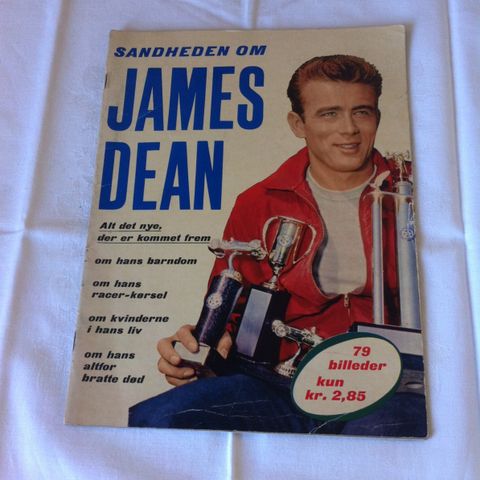 SANDHEDEN OM
JAMES
DEAN
Alt det nye,
der er kommet frem
om hans barndom
om hans
racer-kørsel
om kvinderne
i hans liv
om hans
altfor
bratte død
79
billeder
kun
kr. 2,85